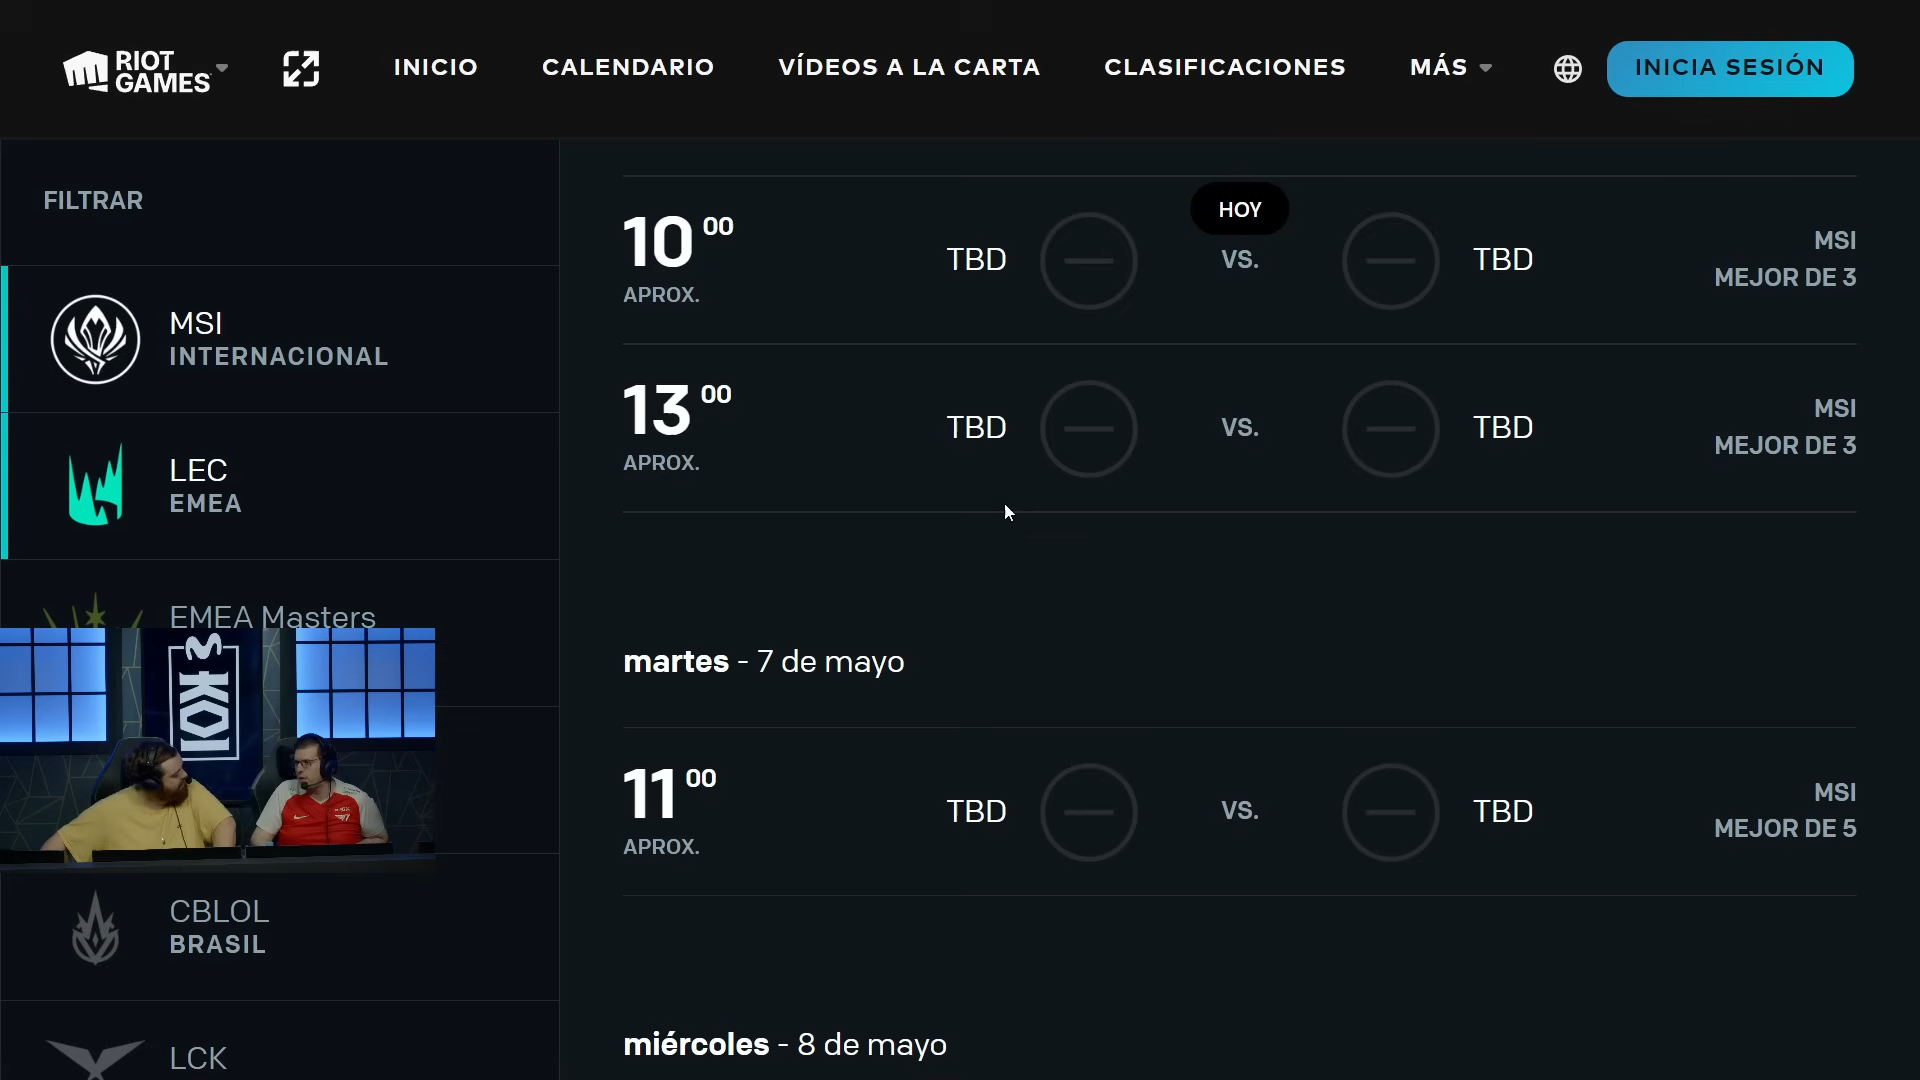 RIOT
GAMES
INICIO
CALENDARIO
VÍDEOS A LA CARTA
CLASIFICACIONES
MÁS
INICIA SESIÓN
FILTRAR
MSI
INTERNACIONAL
LEC
EMEA
EMEA Masters
KOI
CBLOL
BRASIL
LCK
HOY
10 00
APROX.
TBD
VS.
TBD
MSI
MEJOR DE 3
13 00
APROX.
TBD
VS.
TBD
MSI
MEJOR DE 3
martes - 7 de mayo
11 00
APROX.
TBD
VS.
TBD
MSI
MEJOR DE 5
miércoles - 8 de mayo